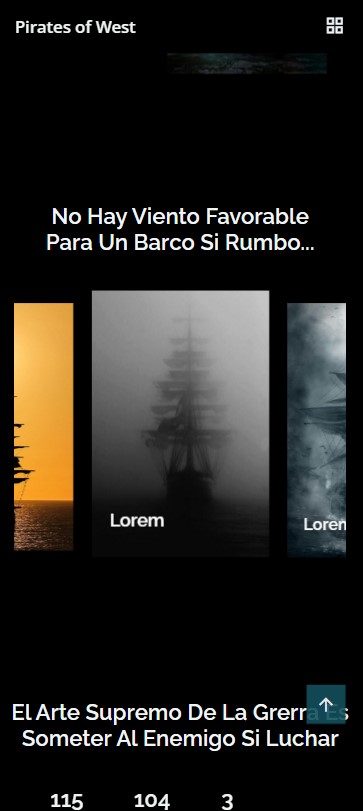 Pirates of West
No Hay Viento Favorable
Para Un Barco Si Rumbo...
Lorem
Lorem
El Arte Supremo De La Grerra Es
Someter Al Enemigo Si Luchar
115 104 3